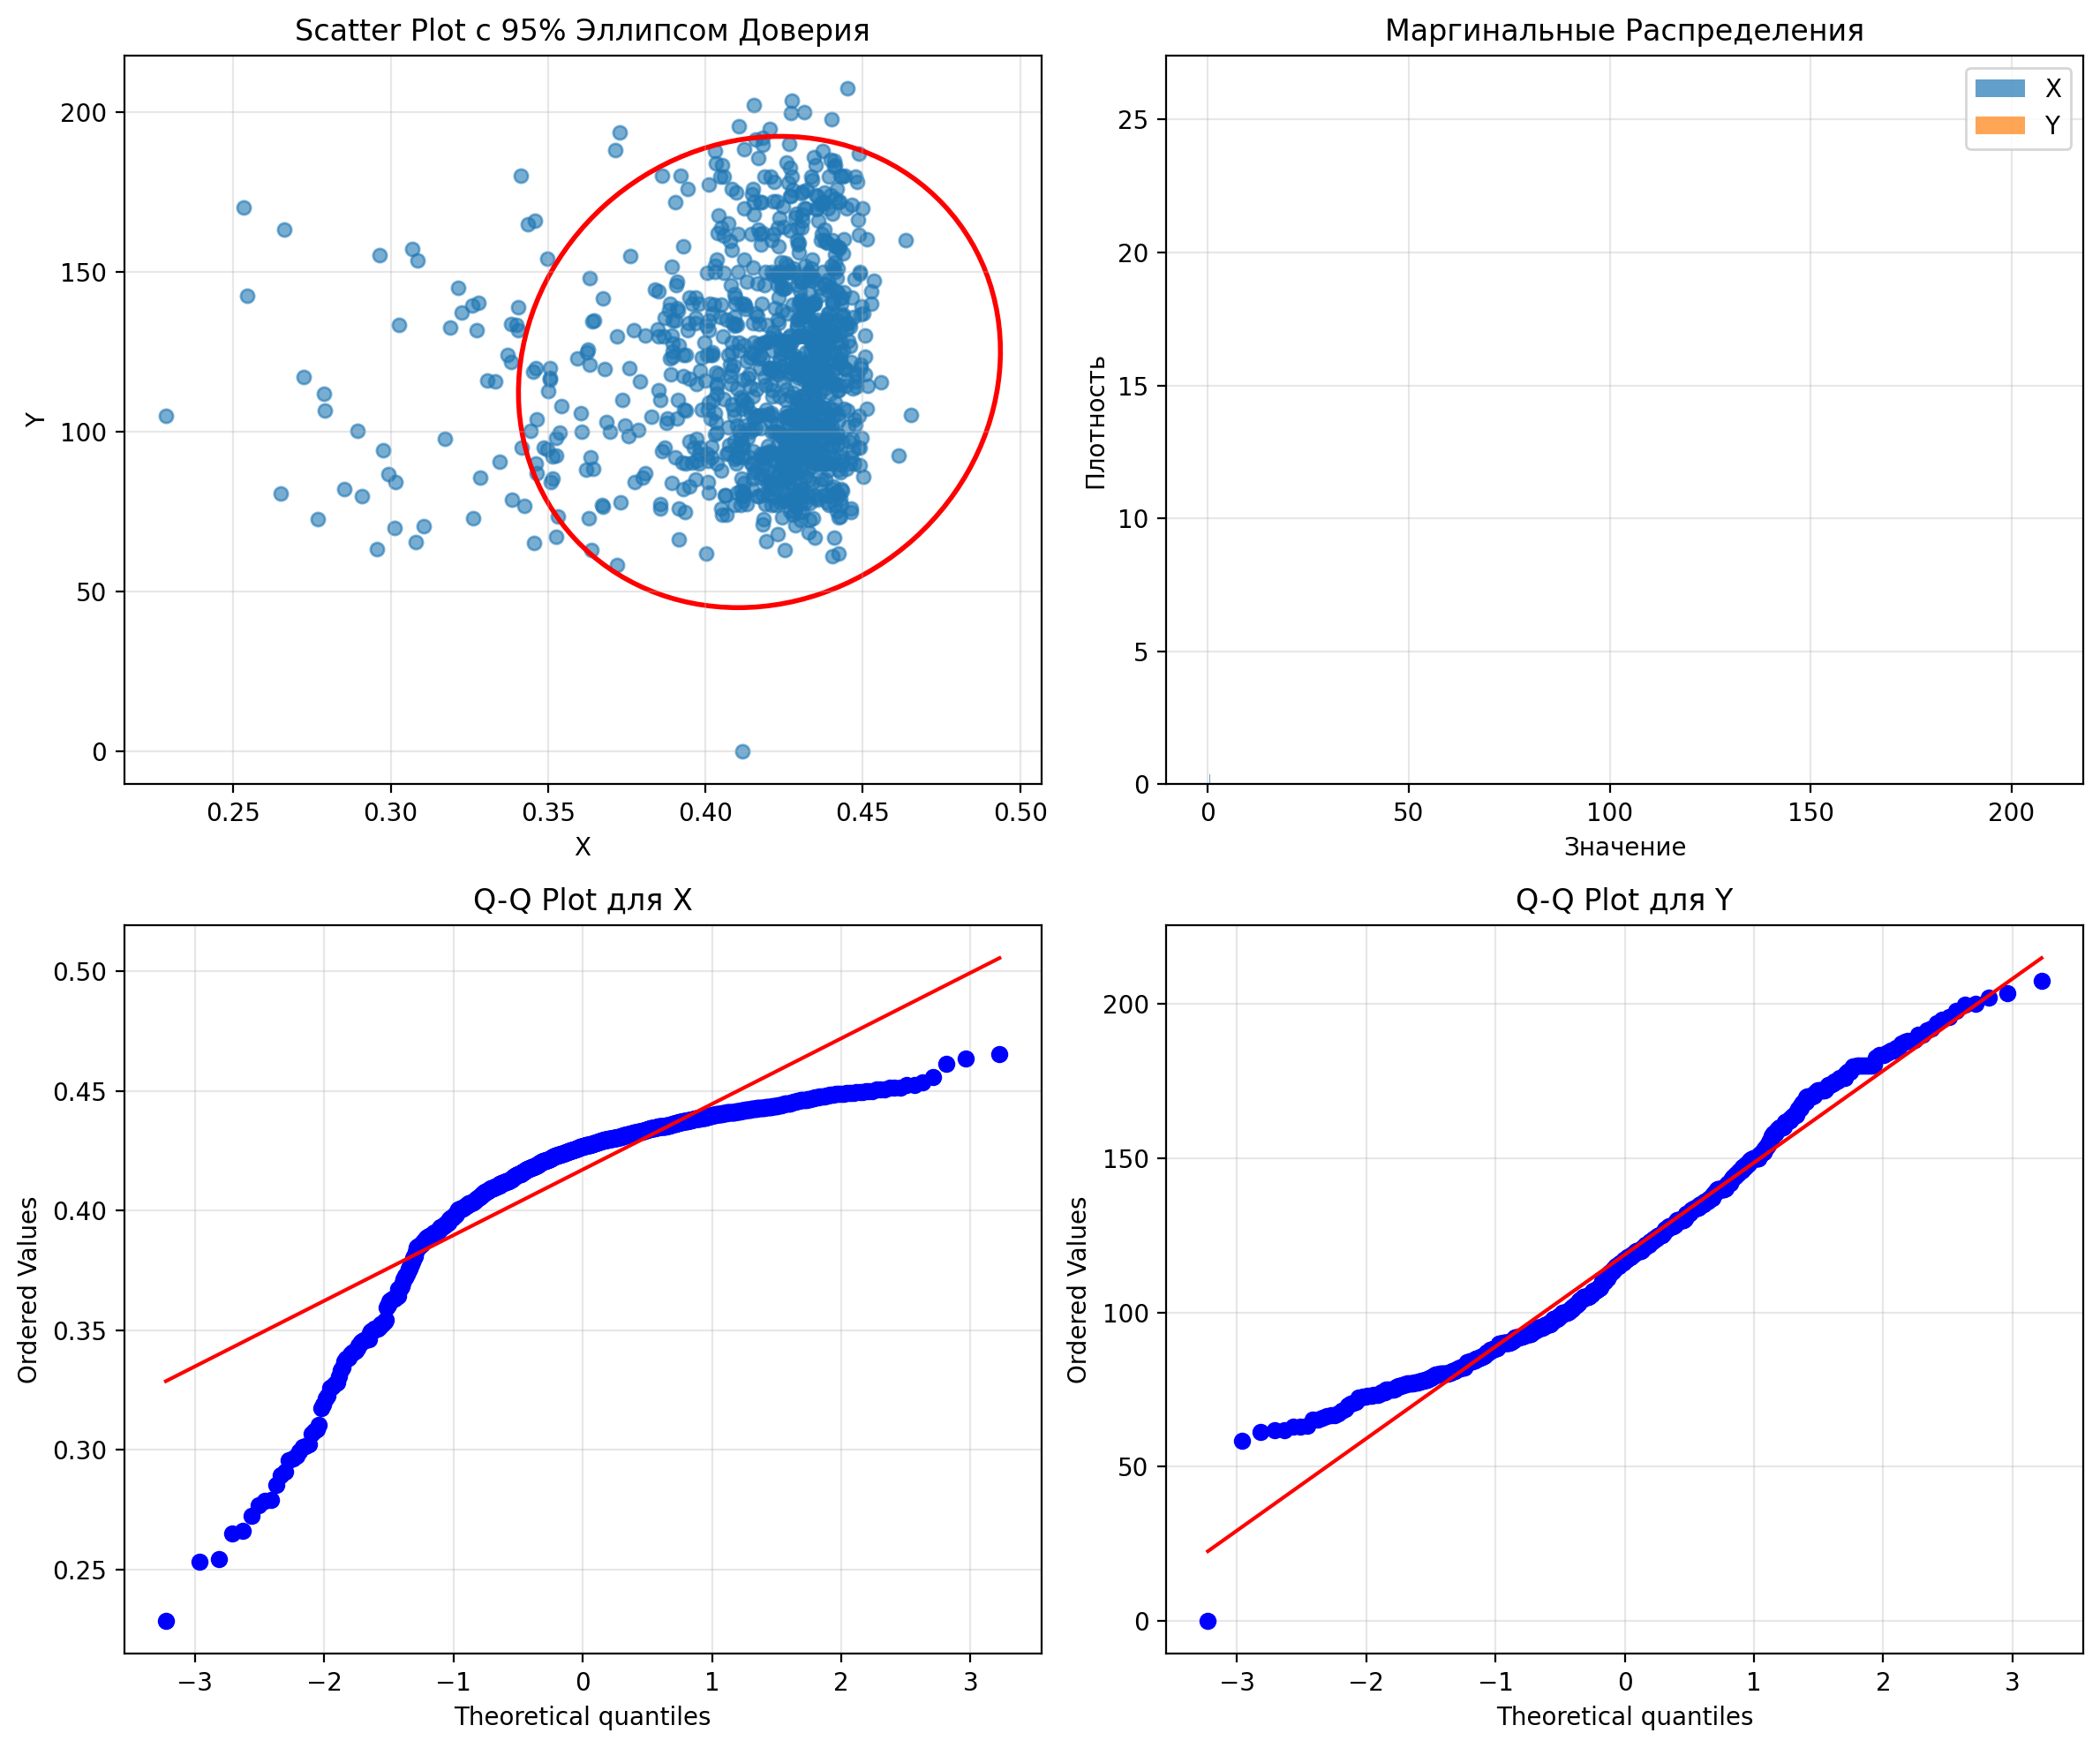 Scatter Plot с 95% Эллипсом Доверия
200
150
100
50
0
Y
0.25 0.30 0.35 0.40 0.45 0.50
X
Маргинальные Распределения
X
Y
25
20
15
10
5
0
Плотность
0 50 100 150 200
Значение
Q-Q Plot для X
0.50
0.45
0.40
0.35
0.30
0.25
Ordered Values
−3 −2 −1 0 1 2 3
Theoretical quantiles
Q-Q Plot для Y
200
150
100
50
0
Ordered Values
−3 −2 −1 0 1 2 3
Theoretical quantiles